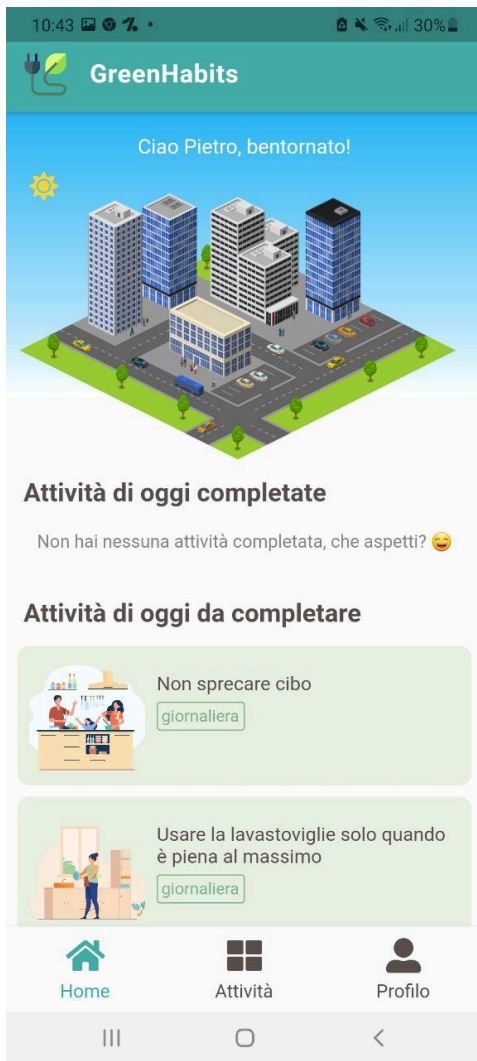 10:43
30%
GreenHabits
Ciao Pietro, bentornato!
Attività di oggi completate
Non hai nessuna attività completata, che aspetti? 😄
Attività di oggi da completare
Non sprecare cibo
giornaliera
Usare la lavastoviglie solo quando
è piena al massimo
giornaliera
Home
Attività
Profilo